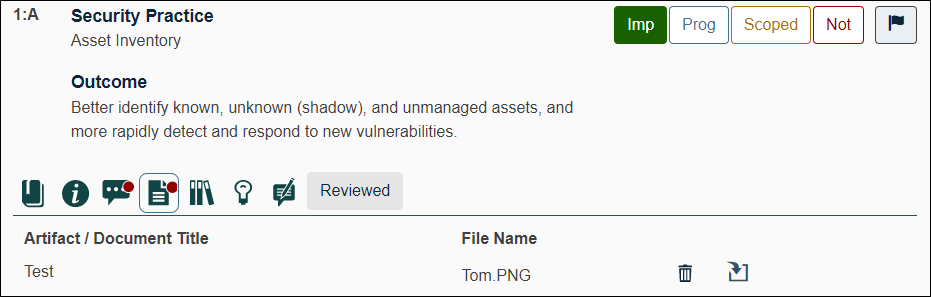 1:A Security Practice Imp Prog Scoped Not
Asset Inventory
Outcome
Better identify known, unknown (shadow), and unmanaged assets, and
more rapidly detect and respond to new vulnerabilities.
Reviewed
Artifact / Document Title File Name
Test Tom.PNG